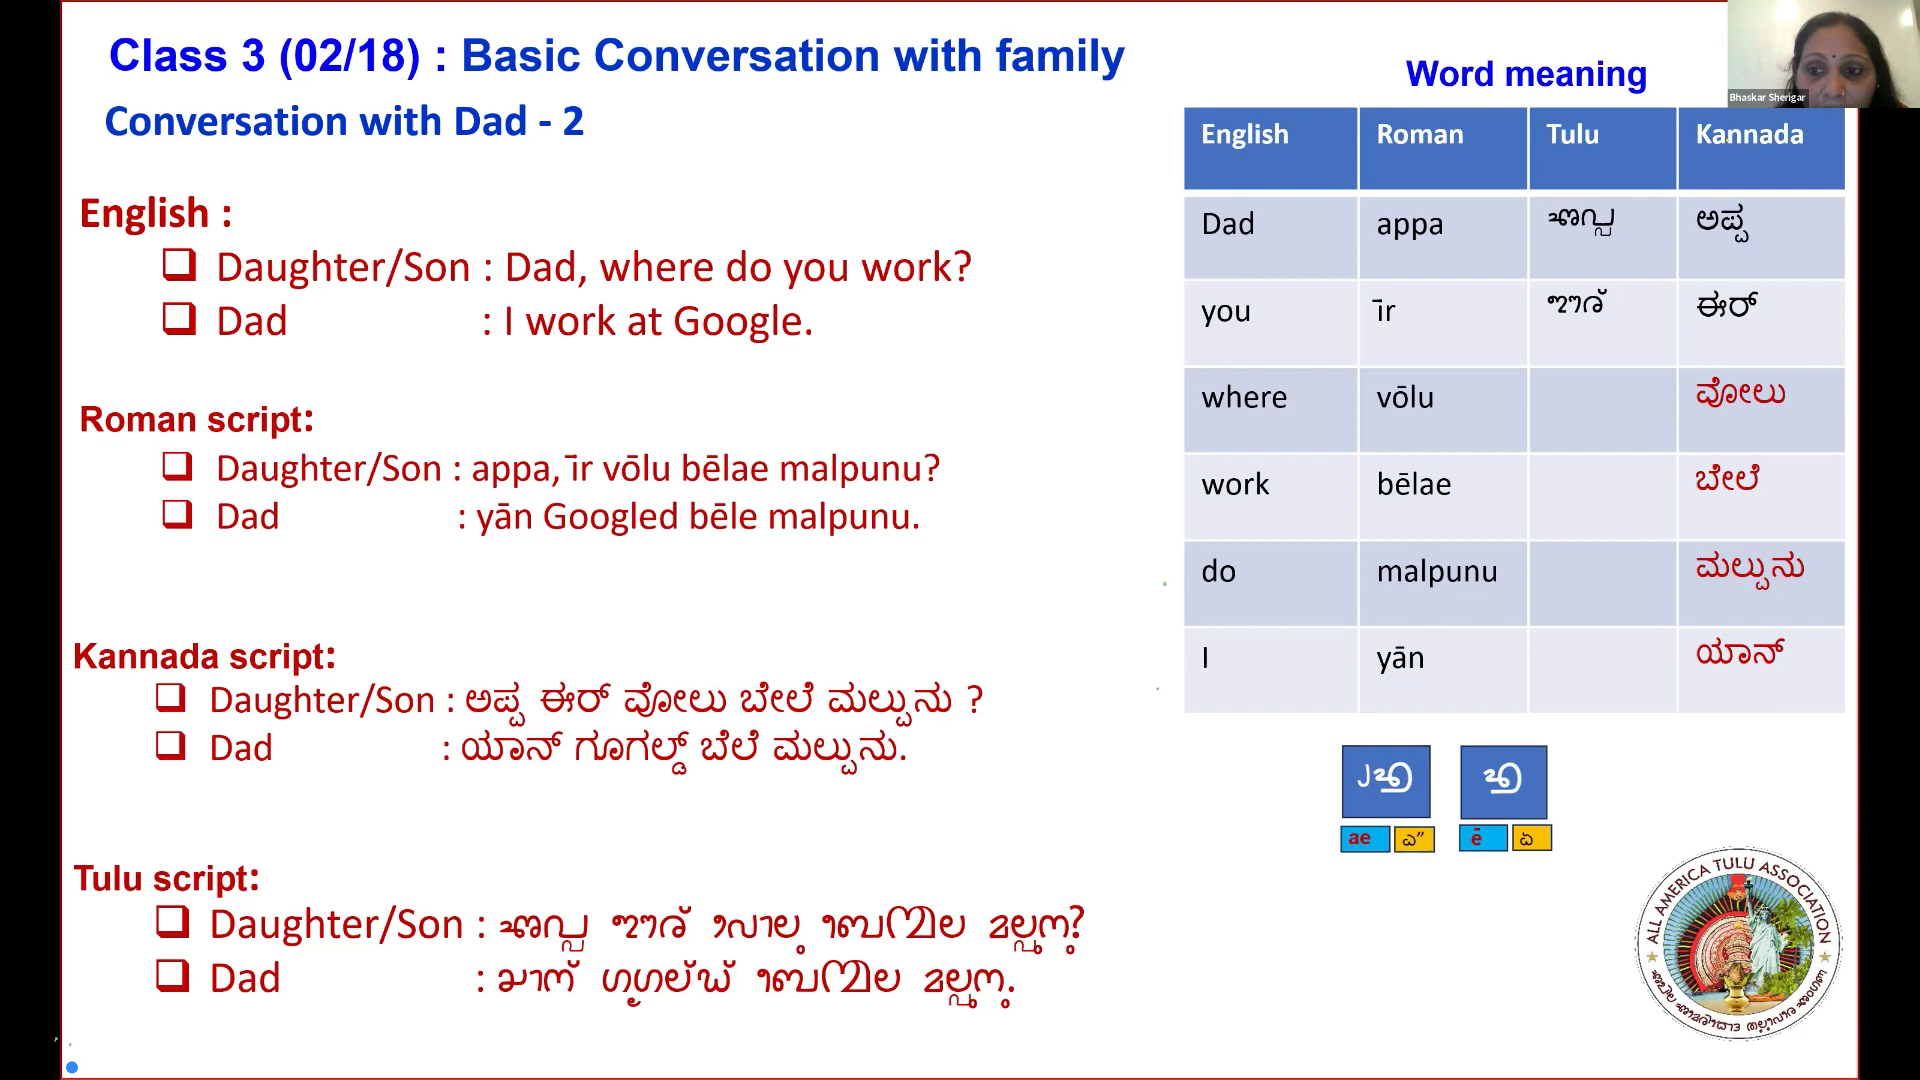 Class 3 (02/18) : Basic Conversation with family
Conversation with Dad - 2
English :
Daughter/Son : Dad, where do you work?
Dad : I work at Google.
Roman script:
Daughter/Son : appa, īr vōlu bēlae malpunu?
Dad : yān Googled bēle malpunu.
Kannada script:
Daughter/Son : ಅಪ್ಪ ಈರ್ ವೋಲು ಬೇಲೆ ಮಲ್ಪುನು ?
Dad : ಯಾನ್ ಗೂಗಲ್ಡ್ ಬೆಲೆ ಮಲ್ಪುನು.
Tulu script:
Daughter/Son :
Dad :
Word meaning
Bhaskar Sherigar
English Roman Tulu Kannada
Dad appa ಅಪ್ಪ
you īr ಈರ್
where vōlu ವೋಲು
work bēlae ಬೇಲೆ
do malpunu ಮಲ್ಪುನು
I yān ಯಾನ್
ae ಎ” ē ಏ
ALL AMERICA TULU ASSOCIATION